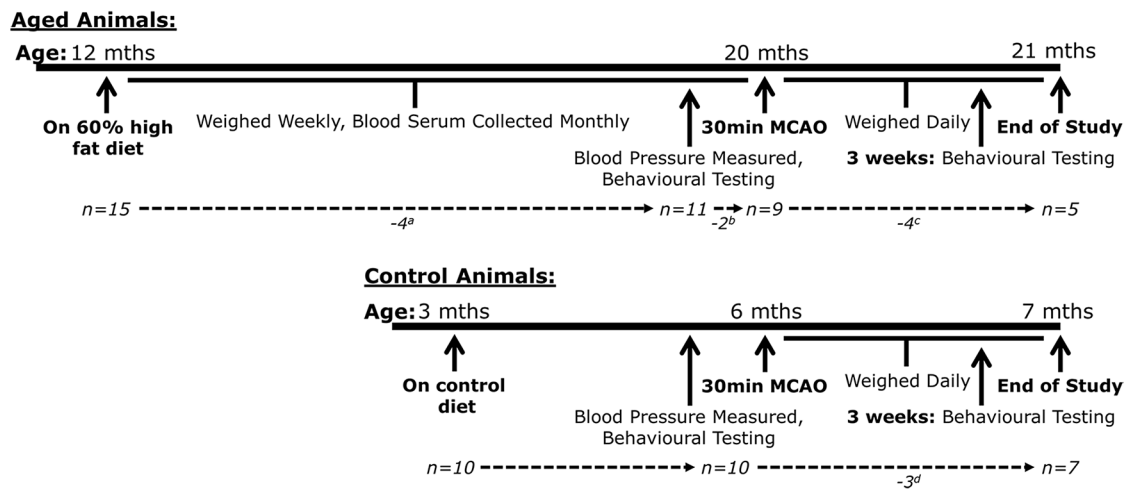 Aged Animals:
Age: 12 mths 20 mths 21 mths
On 60% high
fat diet
Weighed Weekly, Blood Serum Collected Monthly
30min MCAO
Weighed Daily
End of Study
Blood Pressure Measured,
Behavioural Testing
3 weeks: Behavioural Testing
n=15 -4a n=11 -2b n=9 -4c n=5
Control Animals:
Age: 3 mths 6 mths 7 mths
On control
diet
30min MCAO
Weighed Daily
End of Study
Blood Pressure Measured,
Behavioural Testing
3 weeks: Behavioural Testing
n=10 n=10 -3d n=7